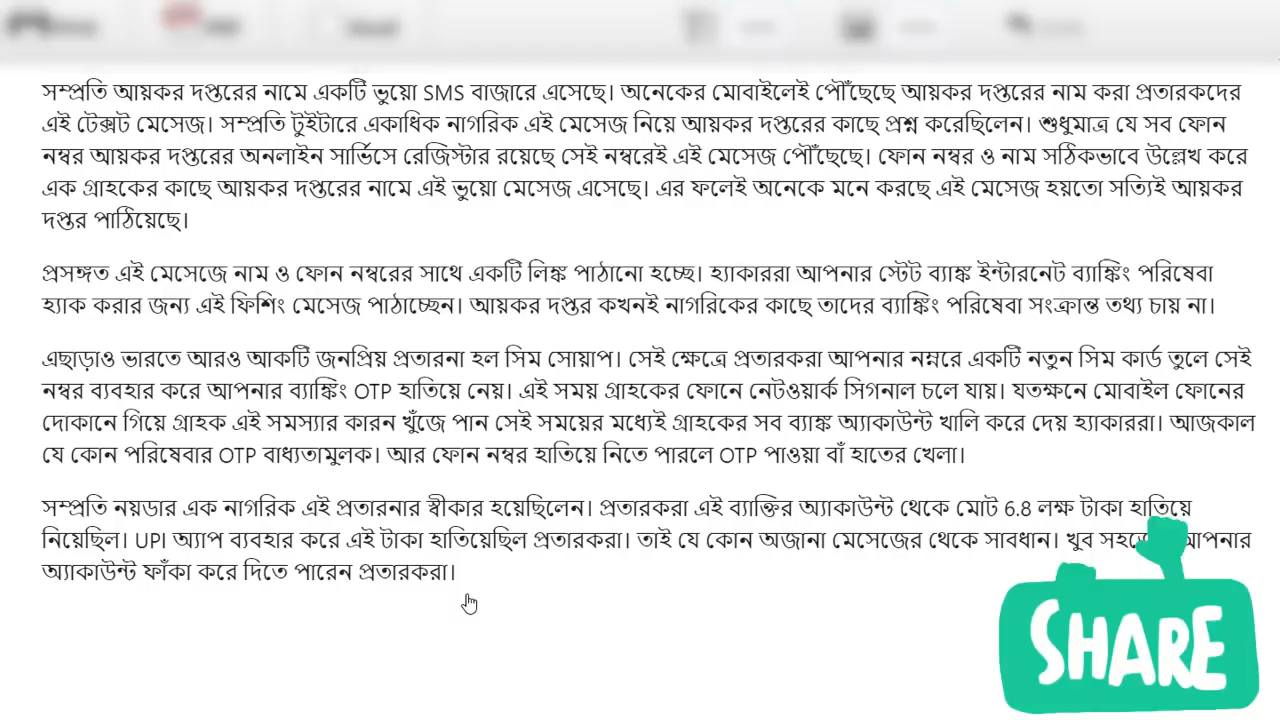 সম্প্রতি আয়কর দপ্তরের নামে একটি ভুয়ো SMS বাজারে এসেছে। অনেকের মোবাইলেই পৌঁছেছে আয়কর দপ্তরের নাম করা প্রতারকদের
এই টেক্সট মেসেজ। সম্প্রতি টুইটারে একাধিক নাগরিক এই মেসেজ নিয়ে আয়কর দপ্তরের কাছে প্রশ্ন করেছিলেন। শুধুমাত্র যে সব ফোন
নম্বর আয়কর দপ্তরের অনলাইন সার্ভিসে রেজিস্টার রয়েছে সেই নম্বরেই এই মেসেজ পৌঁছেছে। ফোন নম্বর ও নাম সঠিকভাবে উল্লেখ করে
এক গ্রাহকের কাছে আয়কর দপ্তরের নামে এই ভুয়ো মেসেজ এসেছে। এর ফলেই অনেকে মনে করছে এই মেসেজ হয়তো সত্যিই আয়কর
দপ্তর পাঠিয়েছে।
প্রসঙ্গত এই মেসেজে নাম ও ফোন নম্বরের সাথে একটি লিঙ্ক পাঠানো হচ্ছে। হ্যাকাররা আপনার স্টেট ব্যাঙ্ক ইন্টারনেট ব্যাঙ্কিং পরিষেবা
হ্যাক করার জন্য এই ফিশিং মেসেজ পাঠাচ্ছেন। আয়কর দপ্তর কখনই নাগরিকের কাছে তাদের ব্যাঙ্কিং পরিষেবা সংক্রান্ত তথ্য চায় না।
এছাড়াও ভারতে আরও আকটি জনপ্রিয় প্রতারনা হল সিম সোয়াপ। সেই ক্ষেত্রে প্রতারকরা আপনার নম্নরে একটি নতুন সিম কার্ড তুলে সেই
নম্বর ব্যবহার করে আপনার ব্যাঙ্কিং OTP হাতিয়ে নেয়। এই সময় গ্রাহকের ফোনে নেটওয়ার্ক সিগনাল চলে যায়। যতক্ষনে মোবাইল ফোনের
দোকানে গিয়ে গ্রাহক এই সমস্যার কারন খুঁজে পান সেই সময়ের মধ্যেই গ্রাহকের সব ব্যাঙ্ক অ্যাকাউন্ট খালি করে দেয় হ্যাকাররা। আজকাল
যে কোন পরিষেবার OTP বাধ্যতামুলক। আর ফোন নম্বর হাতিয়ে নিতে পারলে OTP পাওয়া বাঁ হাতের খেলা।
সম্প্রতি নয়ডার এক নাগরিক এই প্রতারনার স্বীকার হয়েছিলেন। প্রতারকরা এই ব্যাক্তির অ্যাকাউন্ট থেকে মোট 6.8 লক্ষ টাকা হাতিয়ে
নিয়েছিল। UPI অ্যাপ ব্যবহার করে এই টাকা হাতিয়েছিল প্রতারকরা। তাই যে কোন অজানা মেসেজের থেকে সাবধান। খুব আপনার
অ্যাকাউন্ট ফাঁকা করে দিতে পারেন প্রতারকরা।
SHARE